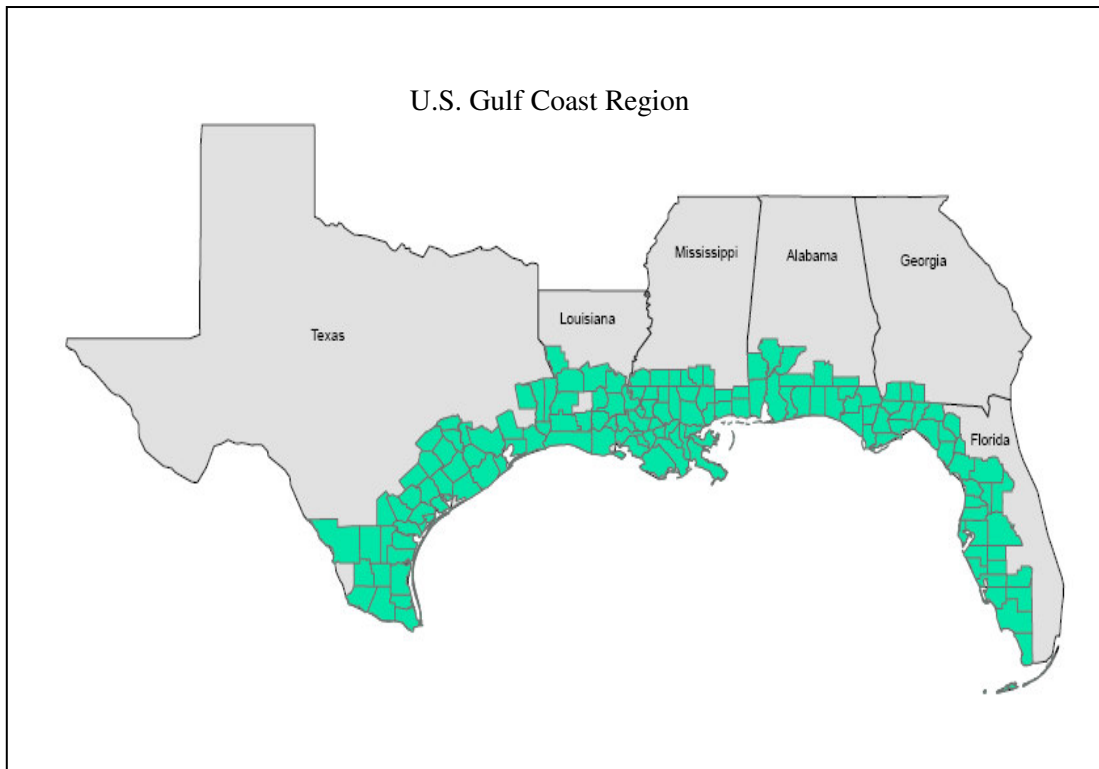 U.S. Gulf Coast Region
Mississippi
Alabama
Georgia
Louisiana
Texas
Florida